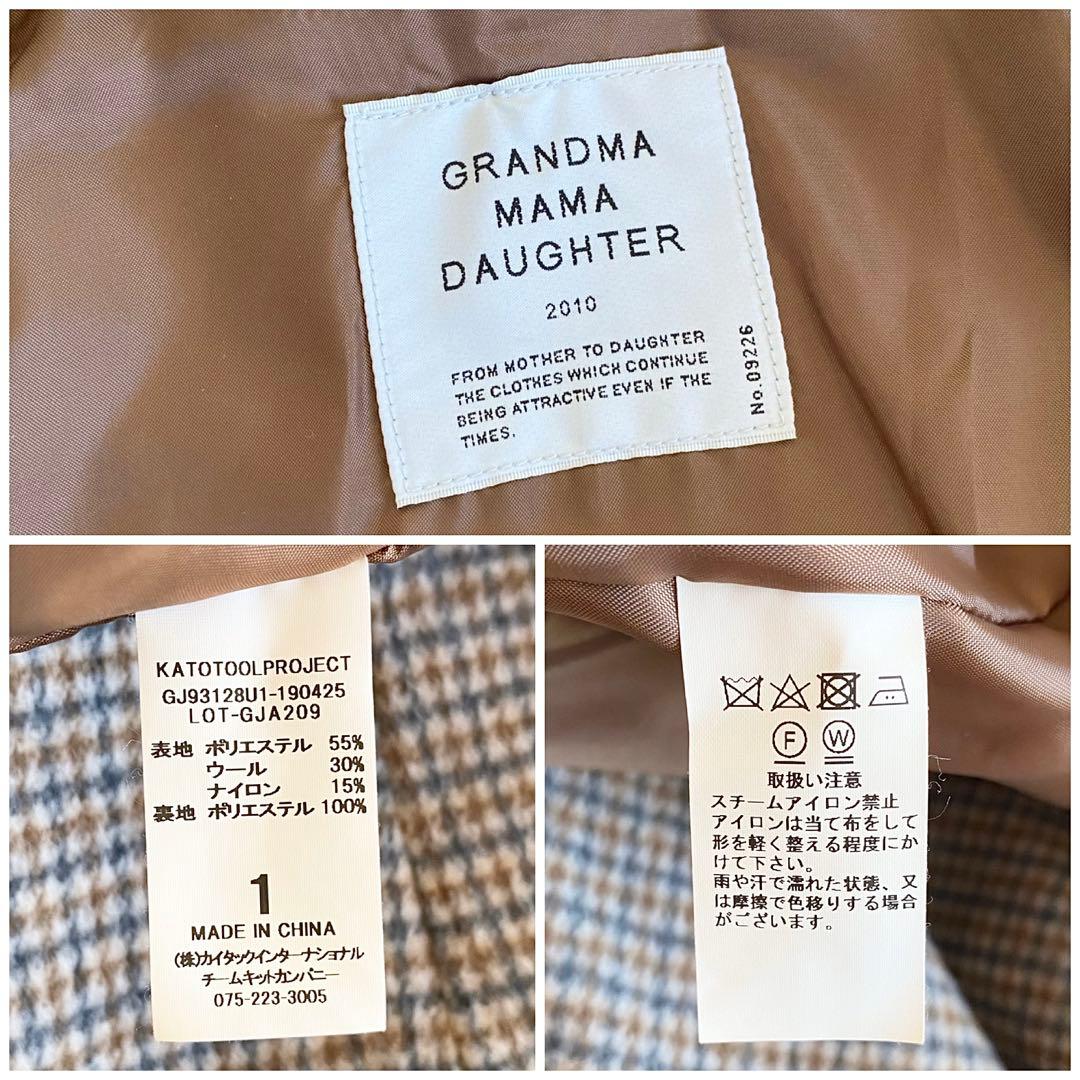 GRANDMA
MAMA
DAUGHTER
2010
FROM MOTHER TO DAUGHTER
THE CLOTHES WHICH CONTINUE
BEING ATTRACTIVE EVEN IF THE
TIMES.
No.09226
KATOTOOLPROJECT
GJ93128U1-190425
LOT-GJA209
表地 ポリエステル 55%
ウール 30%
ナイロン 15%
裏地 ポリエステル 100%
1
MADE IN CHINA
(株)カイタックインターナショナル
チームキットカンパニー
075-223-3005
F W
取扱い注意
スチームアイロン禁止
アイロンは当て布をして
形を軽く整える程度にか
けて下さい。
雨や汗で濡れた状態、又
は摩擦で色移りする場合
がございます。